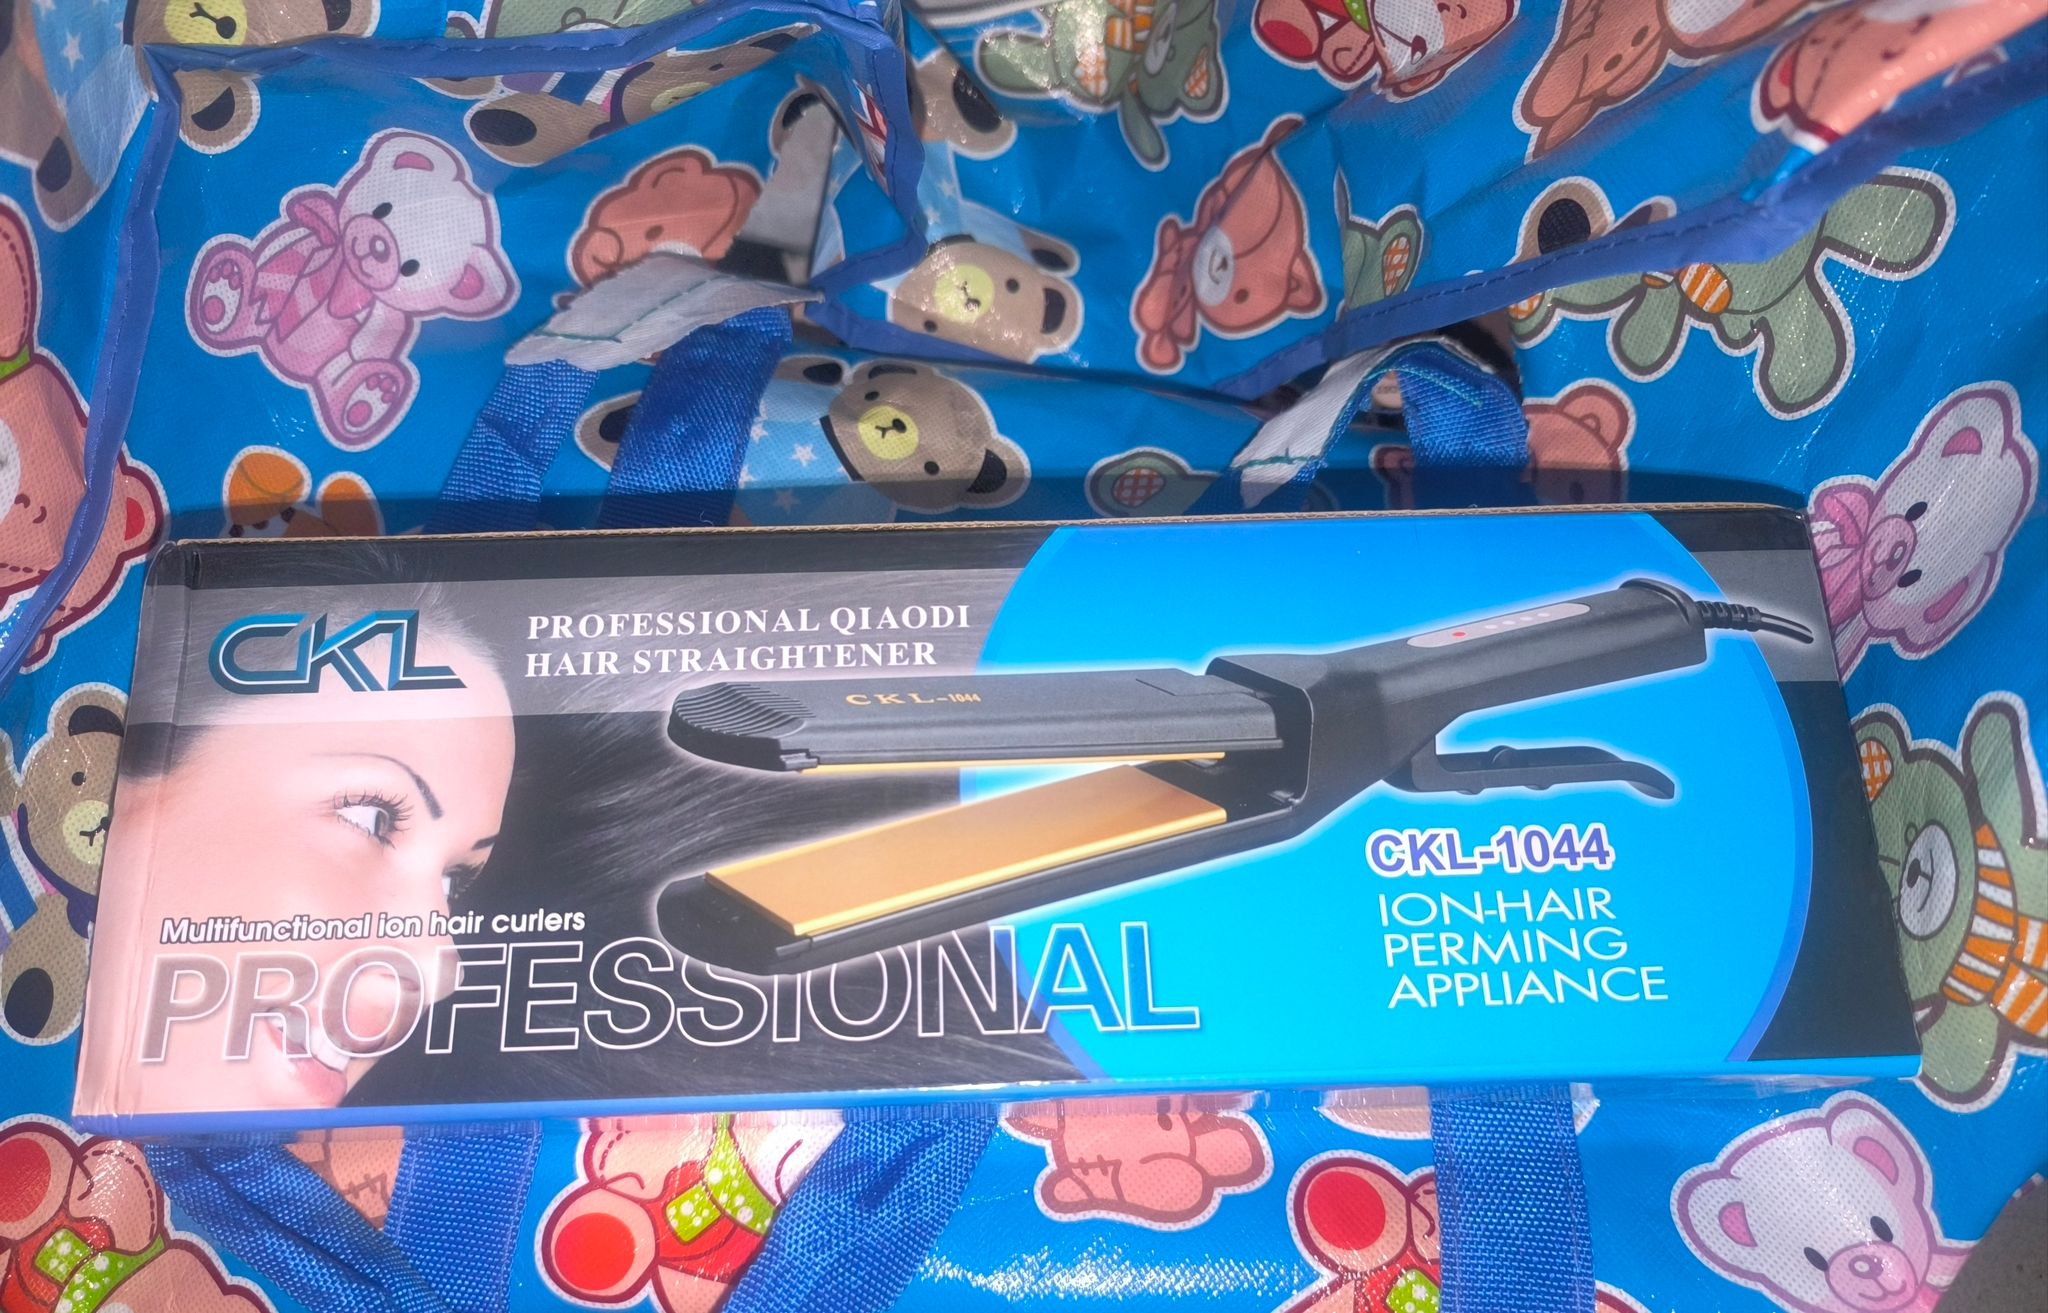 CKL
PROFESSIONAL QIAODI
HAIR STRAIGHTENER
CKL-1044
CKL-1044
ION-HAIR
PERMING
APPLIANCE
Multifunctional ion hair curlers
PROFESSIONAL